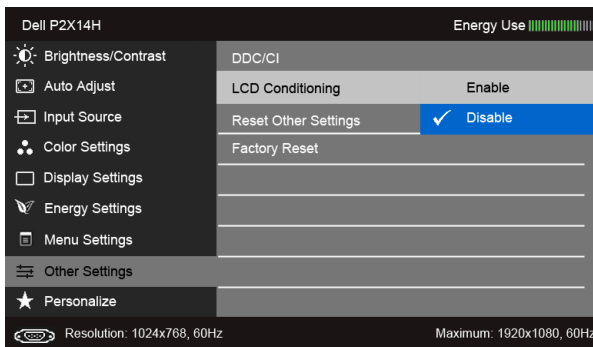 Dell P2X14H
Energy Use
Brightness/Contrast
Auto Adjust
Input Source
Color Settings
Display Settings
Energy Settings
Menu Settings
Other Settings
Personalize
DDC/CI
LCD Conditioning
Reset Other Settings
Factory Reset
Enable
Disable
Resolution: 1024x768, 60Hz
Maximum: 1920x1080, 60Hz